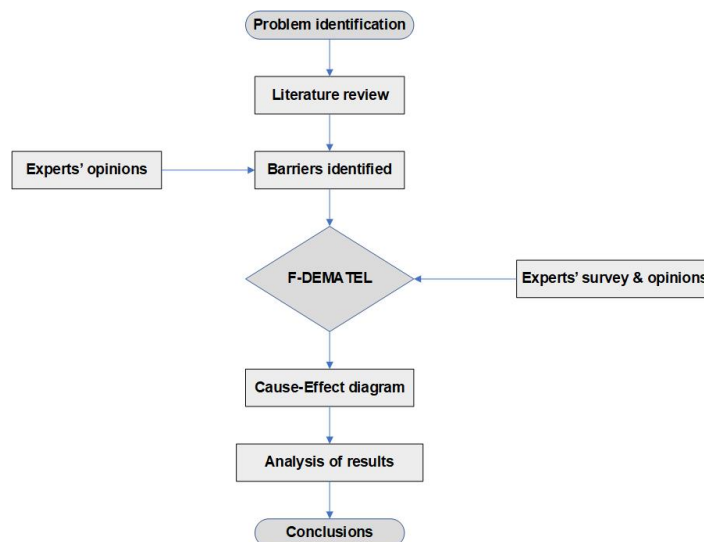 Problem identification
Literature review
Experts’ opinions
Barriers identified
F-DEMATEL
Experts’ survey & opinions
Cause-Effect diagram
Analysis of results
Conclusions